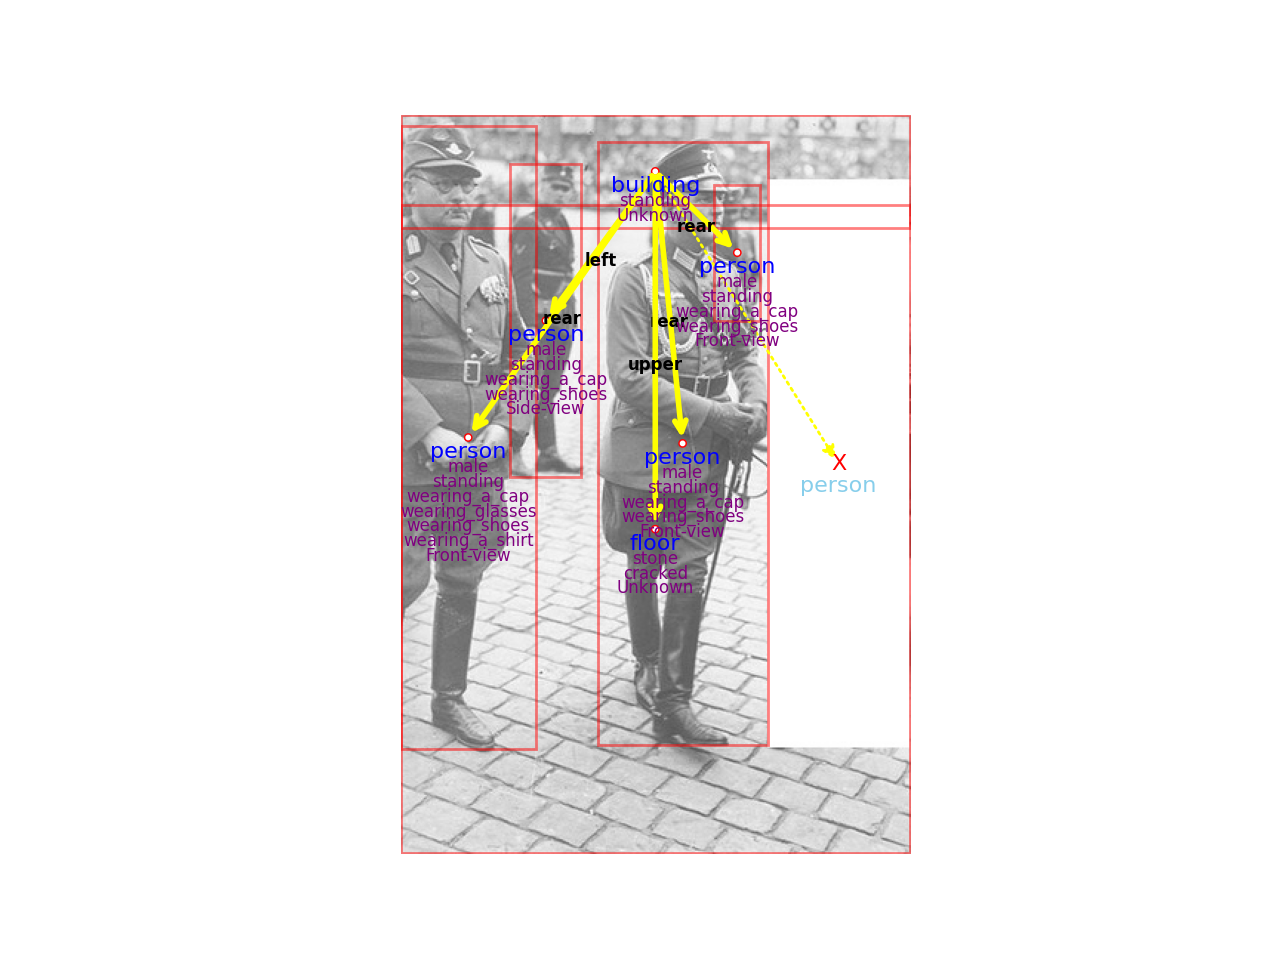 building
standing
Unknown
rear
left
person
male
standing
wearing_a_cap
wearing_shoes
Front-view
rear
person
male
standing
wearing_a_cap
wearing_shoes
Side-view
rear
upper
person
male
standing
wearing_a_cap
wearing_glasses
wearing_shoes
wearing_a_shirt
Front-view
person
male
standing
wearing_a_cap
wearing_shoes
Front-view
X
person
floor
stone
cracked
Unknown